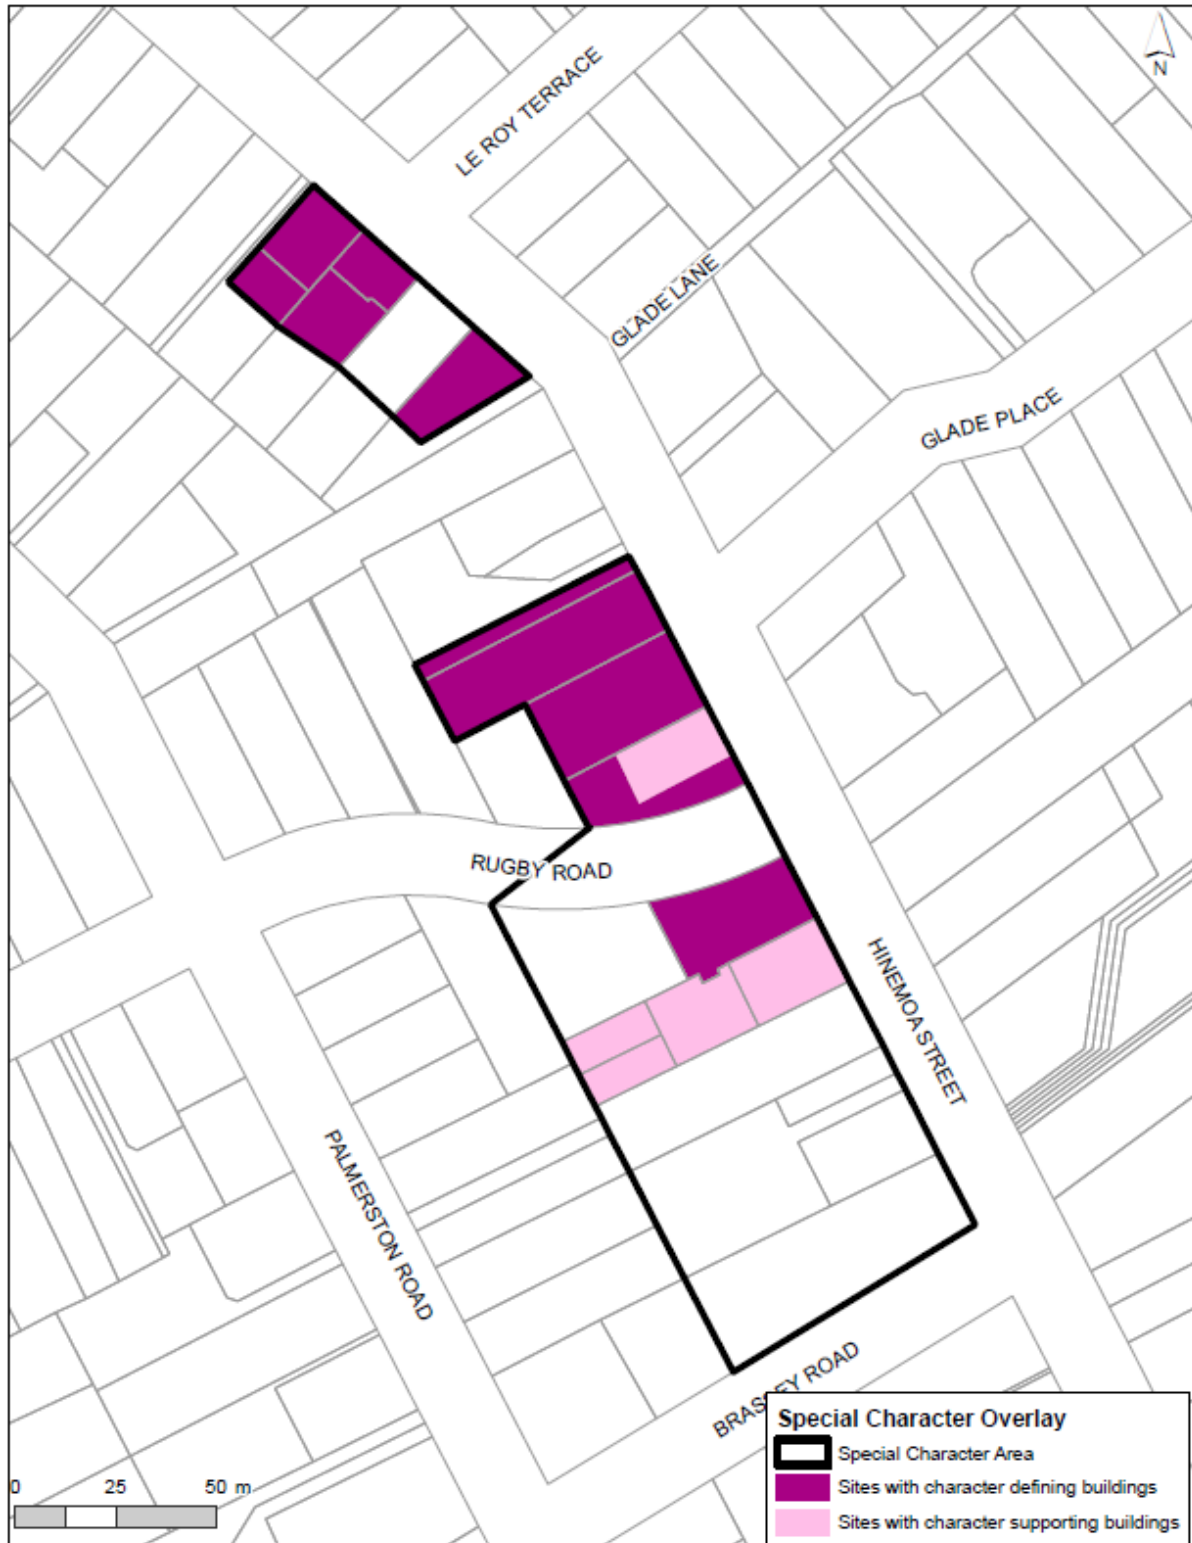 N
LE ROY TERRACE
GLADE LANE
GLADE PLACE
RUGBY ROAD
HINEMOA STREET
PALMERSTON ROAD
BRASSEY ROAD
0 25 50 m
Special Character Overlay
Special Character Area
Sites with character defining buildings
Sites with character supporting buildings